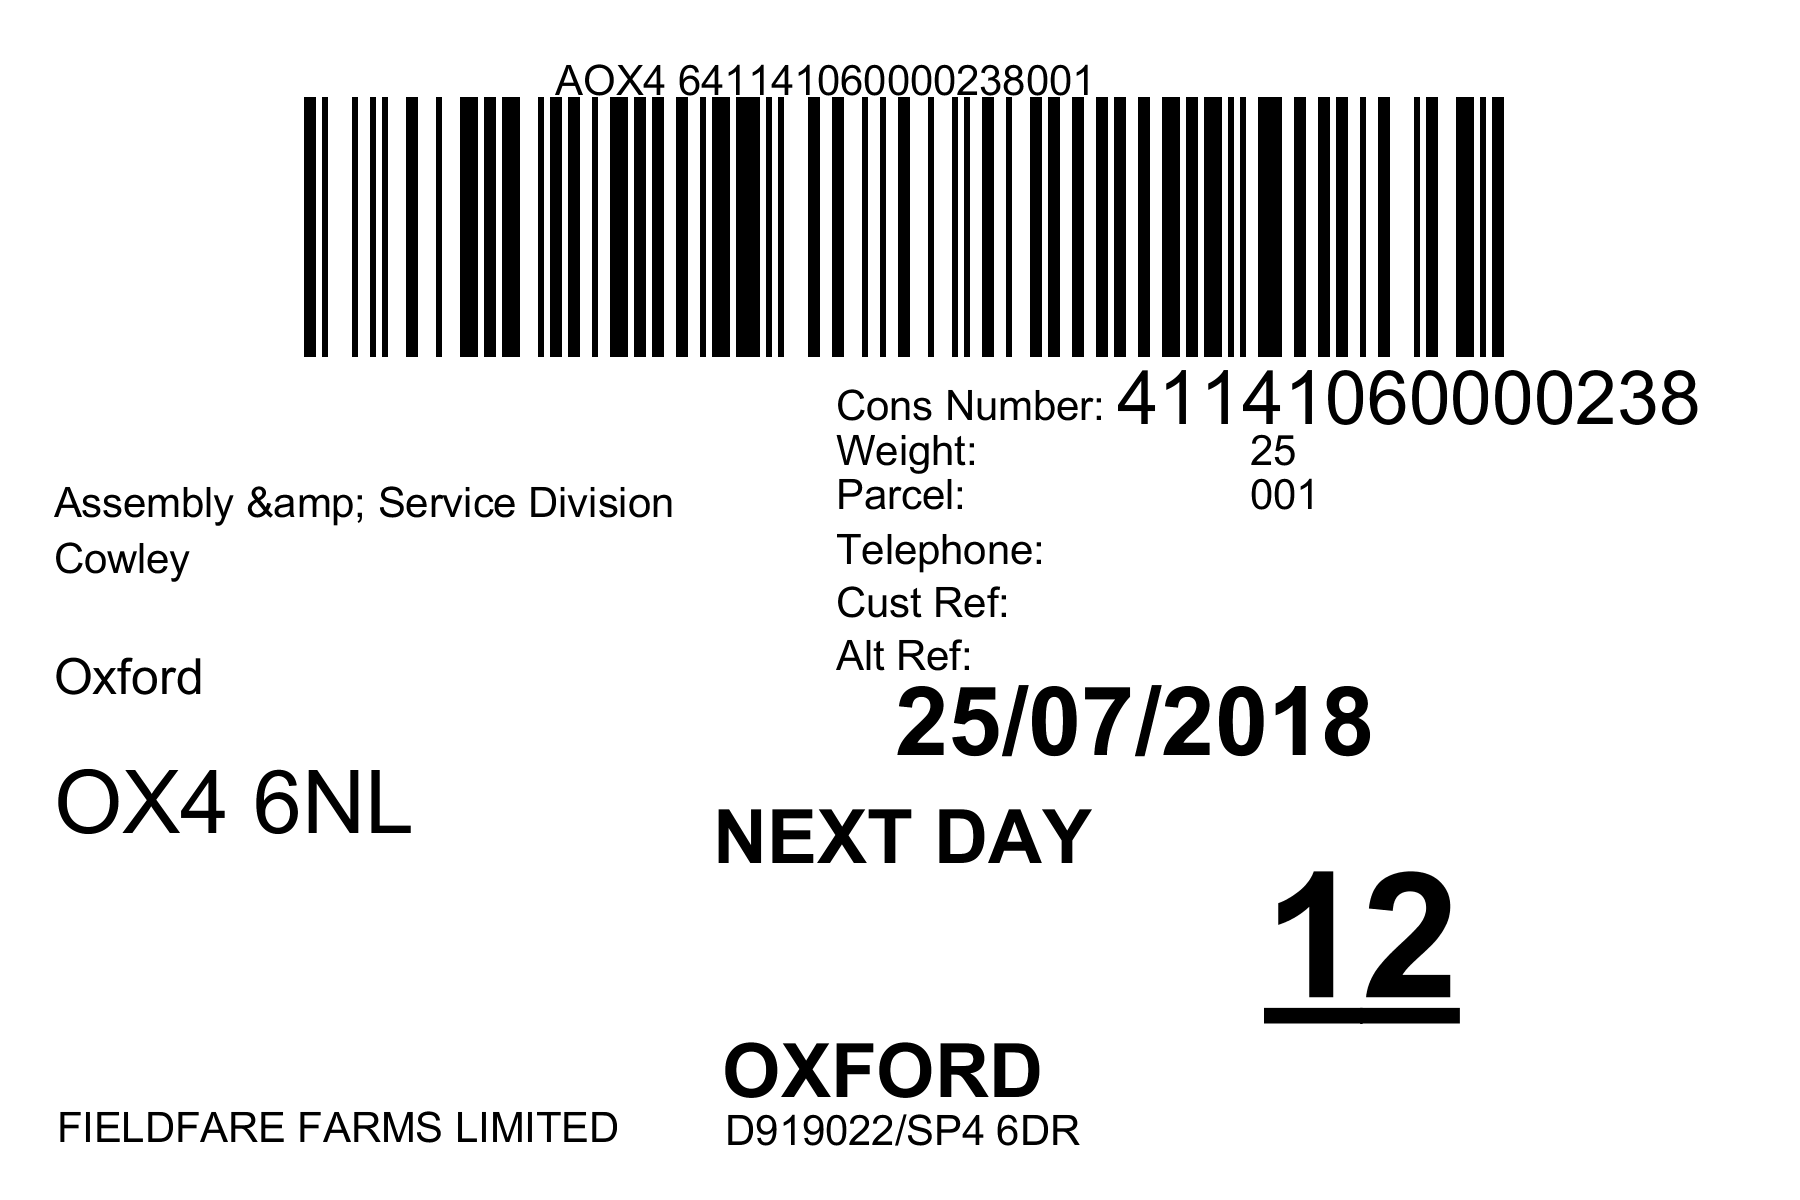 AOX4 641141060000238001
Cons Number: 41141060000238
Weight: 25
Parcel: 001
Telephone:
Cust Ref:
Alt Ref:
Assembly &amp; Service Division
Cowley
Oxford
OX4 6NL
25/07/2018
NEXT DAY
12
OXFORD
FIELDFARE FARMS LIMITED
D919022/SP4 6DR